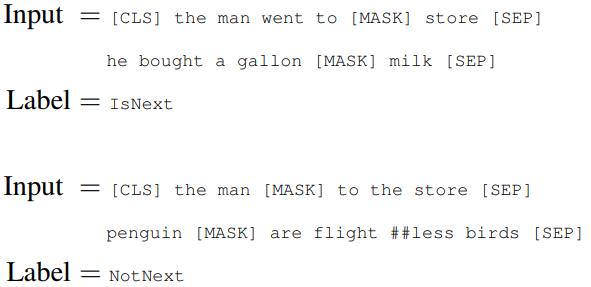 Input = [CLS] the man went to [MASK] store [SEP]
he bought a gallon [MASK] milk [SEP]
Label = IsNext
Input = [CLS] the man [MASK] to the store [SEP]
penguin [MASK] are flight ##less birds [SEP]
Label = NotNext